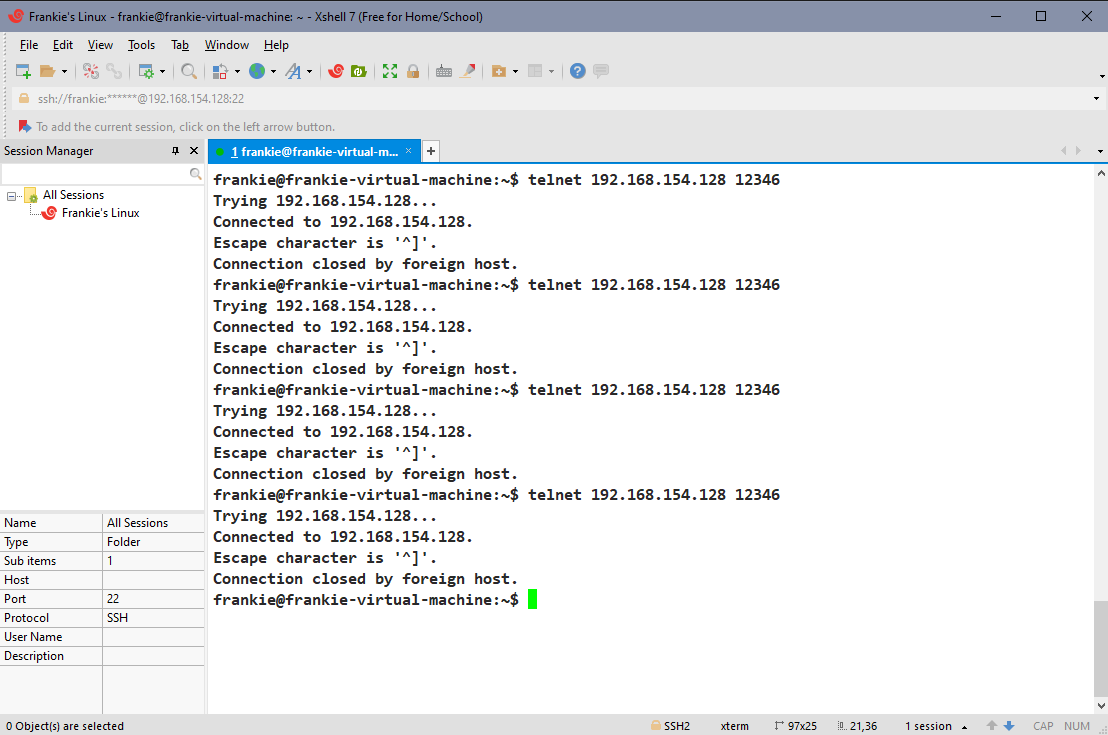 Frankie's Linux - frankie@frankie-virtual-machine: ~ - Xshell 7 (Free for Home/School)
File Edit View Tools Tab Window Help
ssh://frankie:******@192.168.154.128:22
To add the current session, click on the left arrow button.
Session Manager
1 frankie@frankie-virtual-m... × +
All Sessions
Frankie's Linux
Name All Sessions
Type Folder
Sub items 1
Host
Port 22
Protocol SSH
User Name
Description
frankie@frankie-virtual-machine:~$ telnet 192.168.154.128 12346
Trying 192.168.154.128...
Connected to 192.168.154.128.
Escape character is '^]'.
Connection closed by foreign host.
frankie@frankie-virtual-machine:~$ telnet 192.168.154.128 12346
Trying 192.168.154.128...
Connected to 192.168.154.128.
Escape character is '^]'.
Connection closed by foreign host.
frankie@frankie-virtual-machine:~$ telnet 192.168.154.128 12346
Trying 192.168.154.128...
Connected to 192.168.154.128.
Escape character is '^]'.
Connection closed by foreign host.
frankie@frankie-virtual-machine:~$ telnet 192.168.154.128 12346
Trying 192.168.154.128...
Connected to 192.168.154.128.
Escape character is '^]'.
Connection closed by foreign host.
frankie@frankie-virtual-machine:~$
0 Object(s) are selected SSH2 xterm 97x25 21,36 1 session CAP NUM